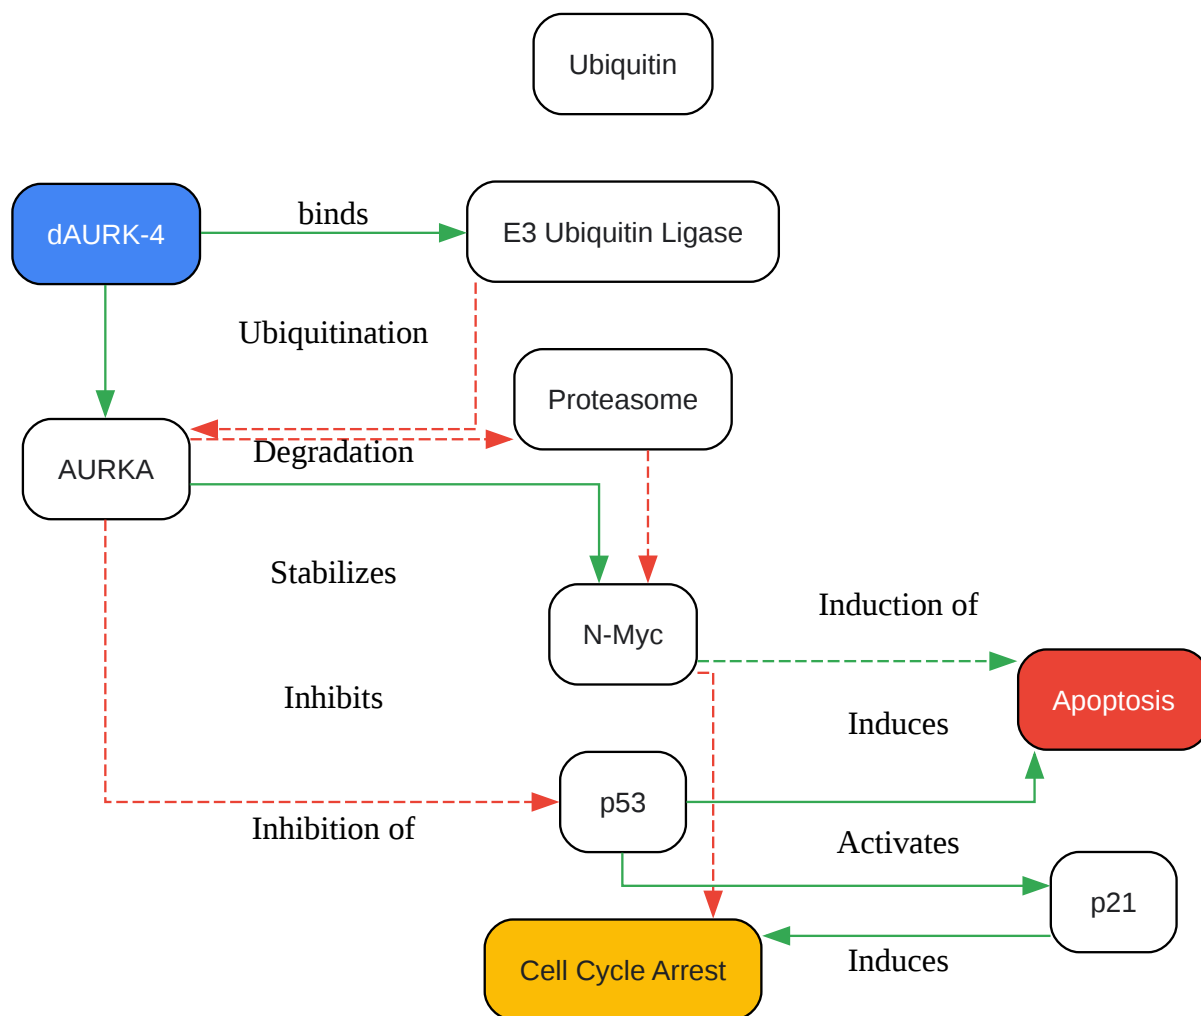 Ubiquitin
dAURK-4
binds
E3 Ubiquitin Ligase
Ubiquitination
Proteasome
Degradation
AURKA
Stabilizes
N-Myc
Induction of
Inhibits
Apoptosis
Induces
p53
Inhibition of
Activates
p21
Cell Cycle Arrest
Induces